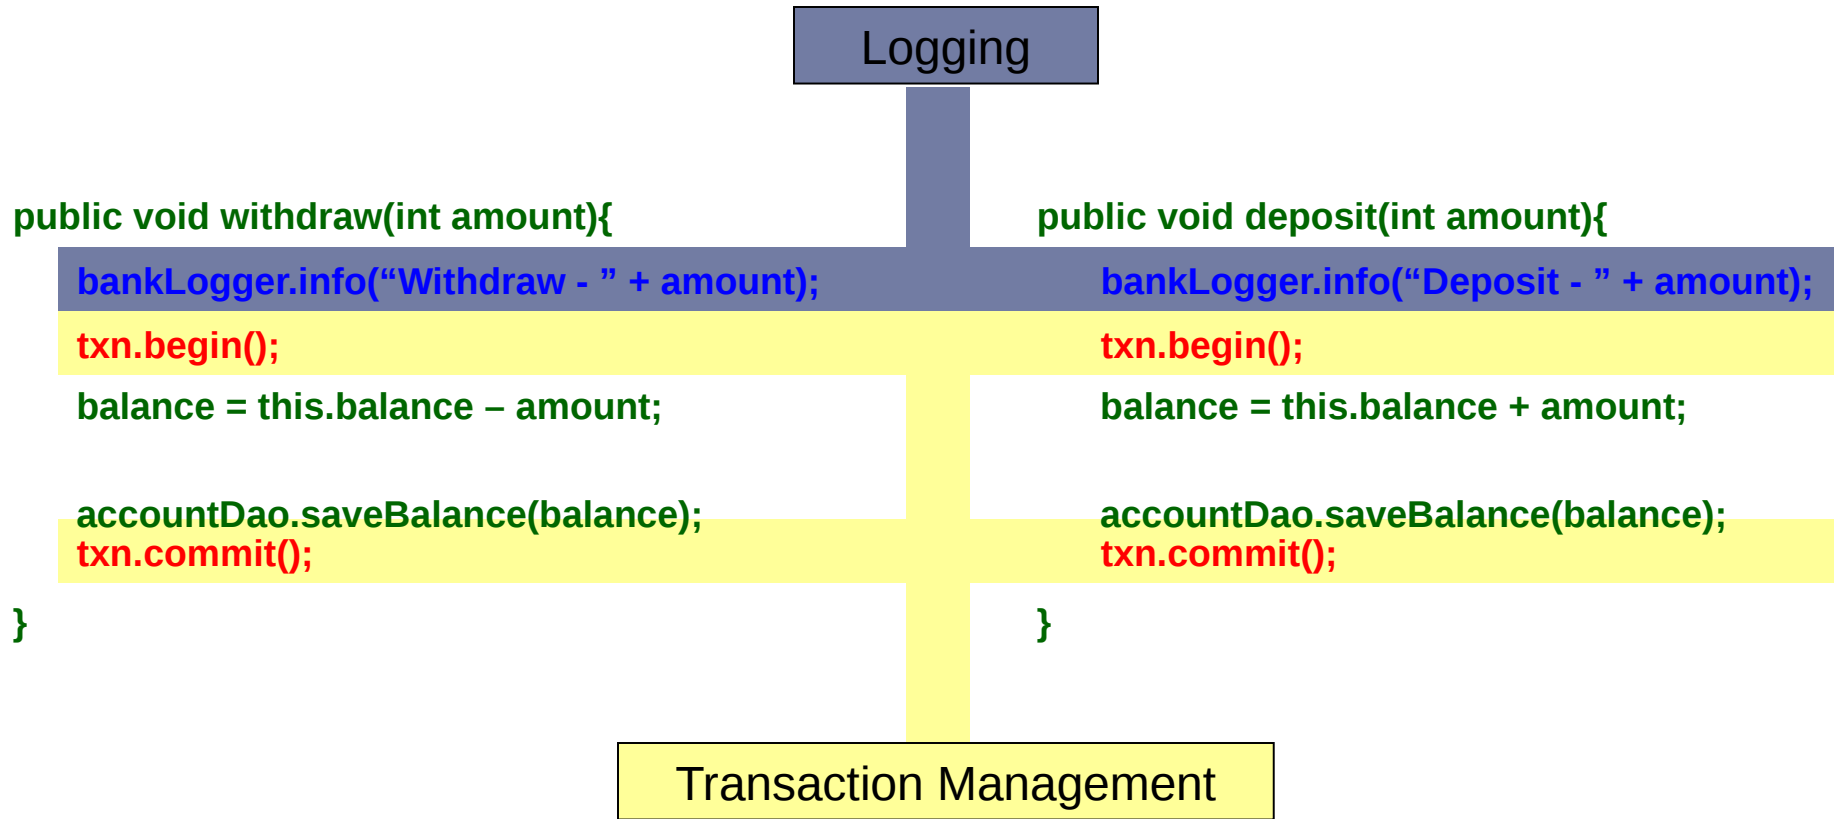 Logging
public void withdraw(int amount){
bankLogger.info(“Withdraw - ” + amount);
txn.begin();
balance = this.balance – amount;
accountDao.saveBalance(balance);
txn.commit();
}
public void deposit(int amount){
bankLogger.info(“Deposit - ” + amount);
txn.begin();
balance = this.balance + amount;
accountDao.saveBalance(balance);
txn.commit();
}
Transaction Management